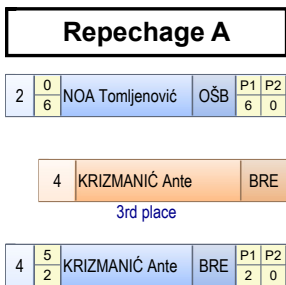 Repechage A
2 0 6 NOA Tomljenović OŠB P1 6 P2 0
4 KRIZMANIĆ Ante BRE
3rd place
4 5 2 KRIZMANIĆ Ante BRE P1 2 P2 0